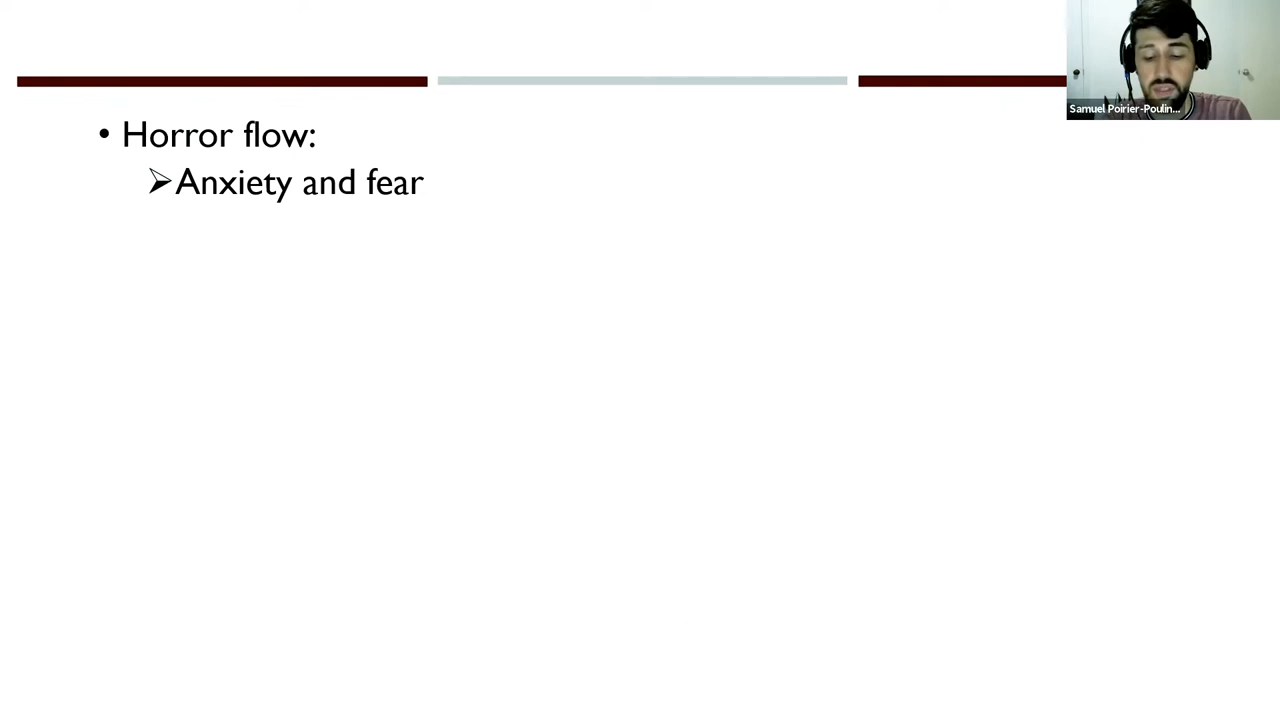 Samuel Poirier-Poulin...
• Horror flow:
➢Anxiety and fear